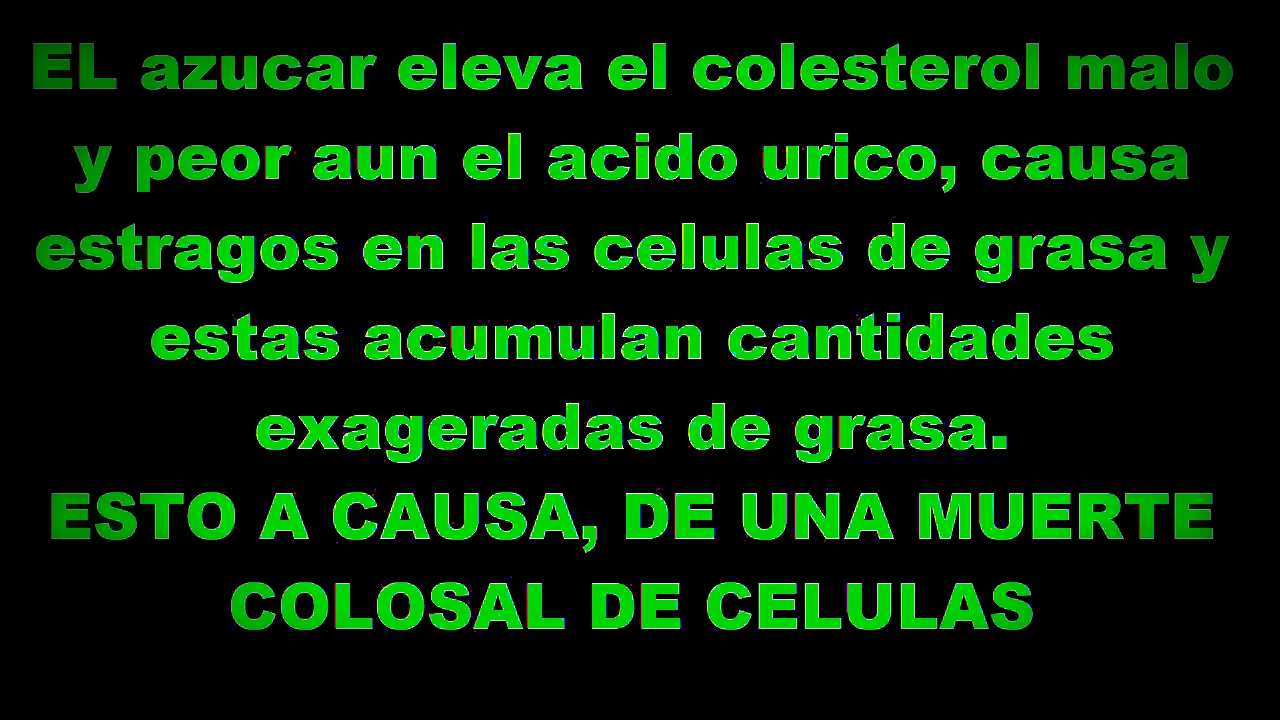 EL azucar eleva el colesterol malo
y peor aun el acido urico, causa
estragos en las celulas de grasa y
estas acumulan cantidades
exageradas de grasa.
ESTO A CAUSA, DE UNA MUERTE
COLOSAL DE CELULAS